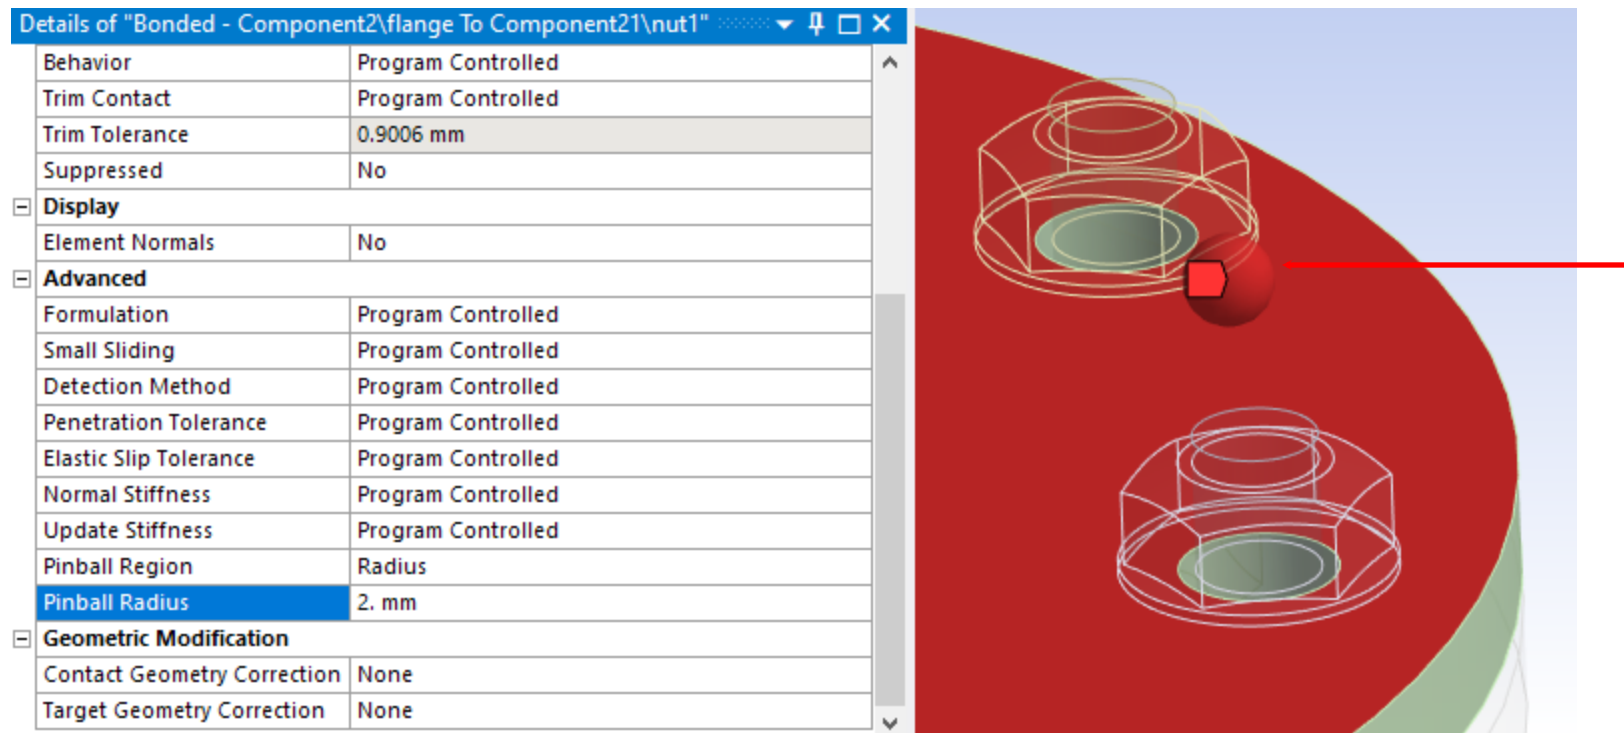 Details of "Bonded - Component2\flange To Component21\nut1"
Behavior Program Controlled
Trim Contact Program Controlled
Trim Tolerance 0.9006 mm
Suppressed No
Display
Element Normals No
Advanced
Formulation Program Controlled
Small Sliding Program Controlled
Detection Method Program Controlled
Penetration Tolerance Program Controlled
Elastic Slip Tolerance Program Controlled
Normal Stiffness Program Controlled
Update Stiffness Program Controlled
Pinball Region Radius
Pinball Radius 2. mm
Geometric Modification
Contact Geometry Correction None
Target Geometry Correction None